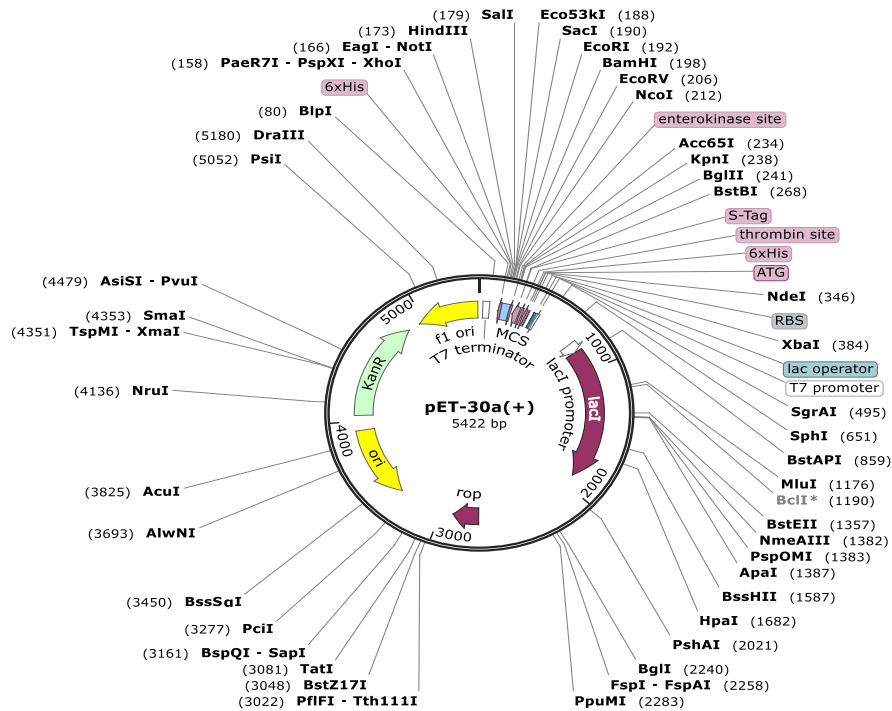 (179) SalI
(173) HindIII
(166) EagI - NotI
(158) PaeR7I - PspXI - XhoI
6xHis
(80) BlpI
(5180) DraIII
(5052) PsiI
Eco53kI (188)
SacI (190)
EcoRI (192)
BamHI (198)
EcoRV (206)
NcoI (212)
enterokinase site
Acc65I (234)
KpnI (238)
BglII (241)
BstBI (268)
S-Tag
thrombin site
6xHis
ATG
NdeI (346)
RBS
XbaI (384)
lac operator
T7 promoter
SgrAI (495)
SphI (651)
BstAPI (859)
MluI (1176)
BclI* (1190)
BstEII (1357)
NmeAIII (1382)
PspOMI (1383)
ApaI (1387)
BssHII (1587)
HpaI (1682)
PshAI (2021)
BglI (2240)
FspI - FspAI (2258)
PpuMI (2283)
(4479) AsiSI - PvuI
(4353) SmaI
(4351) TspMI - XmaI
(4136) NruI
(3825) AcuI
(3693) AlwNI
(3450) BssSαI
(3277) PciI
(3161) BspQI - SapI
(3081) TatI
(3048) BstZ17I
(3022) PflFI - Tth111I
5000
1000
2000
3000
4000
f1 ori
T7 terminator
MCS
lacI promoter
lacI
KanR
ori
rop
pET-30a(+)
5422 bp